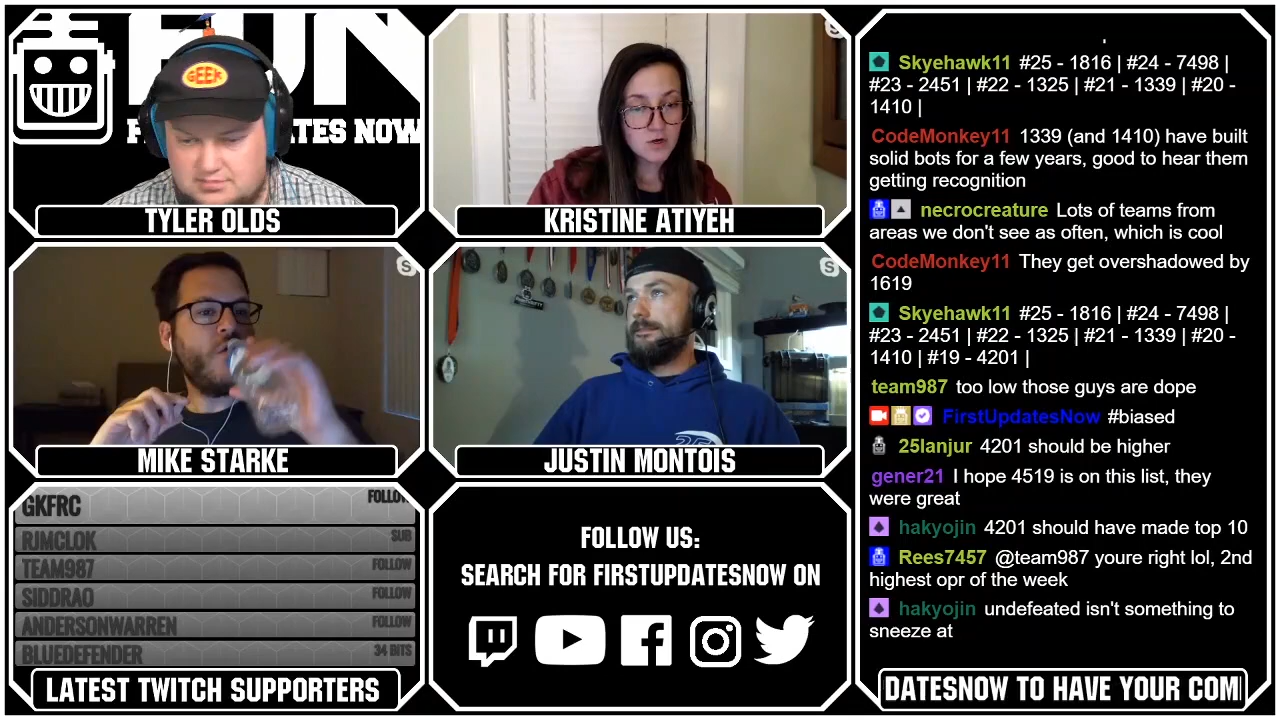 FUN
GEEK
TYLER OLDS
KRISTINE ATIYEH
MIKE STARKE
25
JUSTIN MONTOIS
GKFRC FOLLOW
RJMCLOK SUB
TEAM987 FOLLOW
SIDDRAO FOLLOW
ANDERSONWARREN FOLLOW
BLUEDEFENDER 34 BITS
LATEST TWITCH SUPPORTERS
FOLLOW US:
SEARCH FOR FIRSTUPDATESNOW ON
Skyehawk11 #25 - 1816 | #24 - 7498 |
#23 - 2451 | #22 - 1325 | #21 - 1339 | #20 -
1410 |
CodeMonkey11 1339 (and 1410) have built
solid bots for a few years, good to hear them
getting recognition
necrocreature Lots of teams from
areas we don't see as often, which is cool
CodeMonkey11 They get overshadowed by
1619
Skyehawk11 #25 - 1816 | #24 - 7498 |
#23 - 2451 | #22 - 1325 | #21 - 1339 | #20 -
1410 | #19 - 4201 |
team987 too low those guys are dope
FirstUpdatesNow #biased
25lanjur 4201 should be higher
gener21 I hope 4519 is on this list, they
were great
hakyojin 4201 should have made top 10
Rees7457 @team987 youre right lol, 2nd
highest opr of the week
hakyojin undefeated isn't something to
sneeze at
DATESNOW TO HAVE YOUR COM